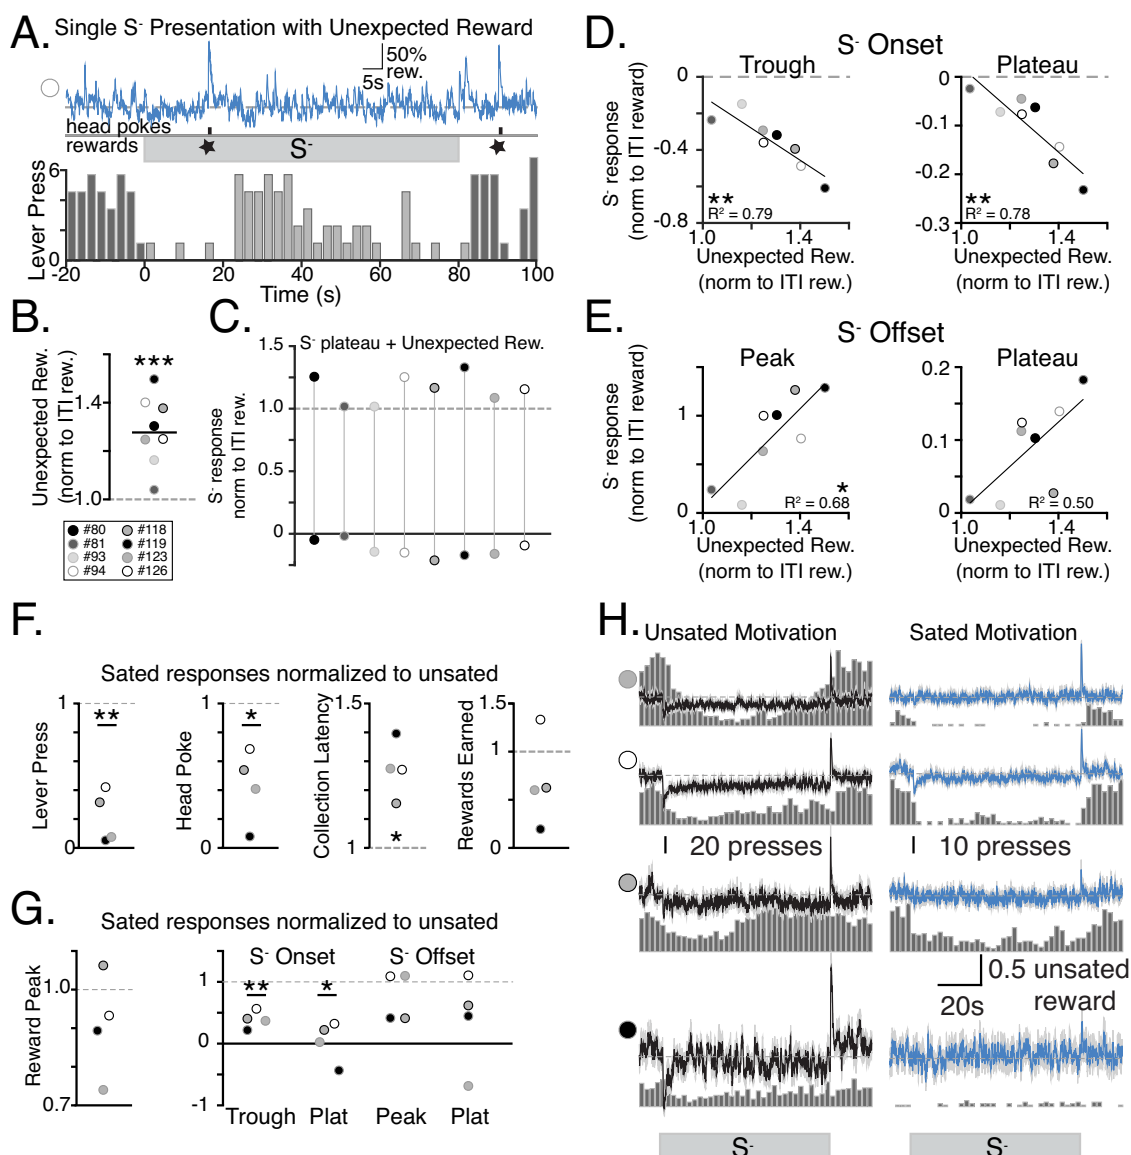 A.
Single S- Presentation with Unexpected Reward
50%
rew.
5s
head pokes
rewards
S-
Lever Press
6
0
-20 0 20 40 60 80 100
Time (s)
B.
Unexpected Rew.
(norm to ITI rew.)
***
1.4
1.0
#80 #118
#81 #119
#93 #123
#94 #126
C.
S- plateau + Unexpected Rew.
S- response
norm to ITI rew.
1.5
1.0
0.5
0
D.
S- Onset
Trough
S- response
(norm to ITI reward)
0
-0.4
-0.8
**
R² = 0.79
1.0 1.4
Unexpected Rew.
(norm to ITI rew.)
Plateau
0
-0.1
-0.2
-0.3
**
R² = 0.78
1.0 1.4
Unexpected Rew.
(norm to ITI rew.)
E.
S- Offset
Peak
S- response
(norm to ITI reward)
1
0
*
R² = 0.68
1.0 1.4
Unexpected Rew.
(norm to ITI rew.)
Plateau
0.2
0.1
0
R² = 0.50
1.0 1.4
Unexpected Rew.
(norm to ITI rew.)
F.
Sated responses normalized to unsated
Lever Press
1
0
**
Head Poke
1
0
*
Collection Latency
1.5
1
*
Rewards Earned
1.5
1
0
G.
Sated responses normalized to unsated
Reward Peak
1.0
0.7
S- Onset S- Offset
1
0
-1
** *
Trough Plat Peak Plat
H.
Unsated Motivation Sated Motivation
20 presses 10 presses
0.5 unsated
reward
20s
S- S-